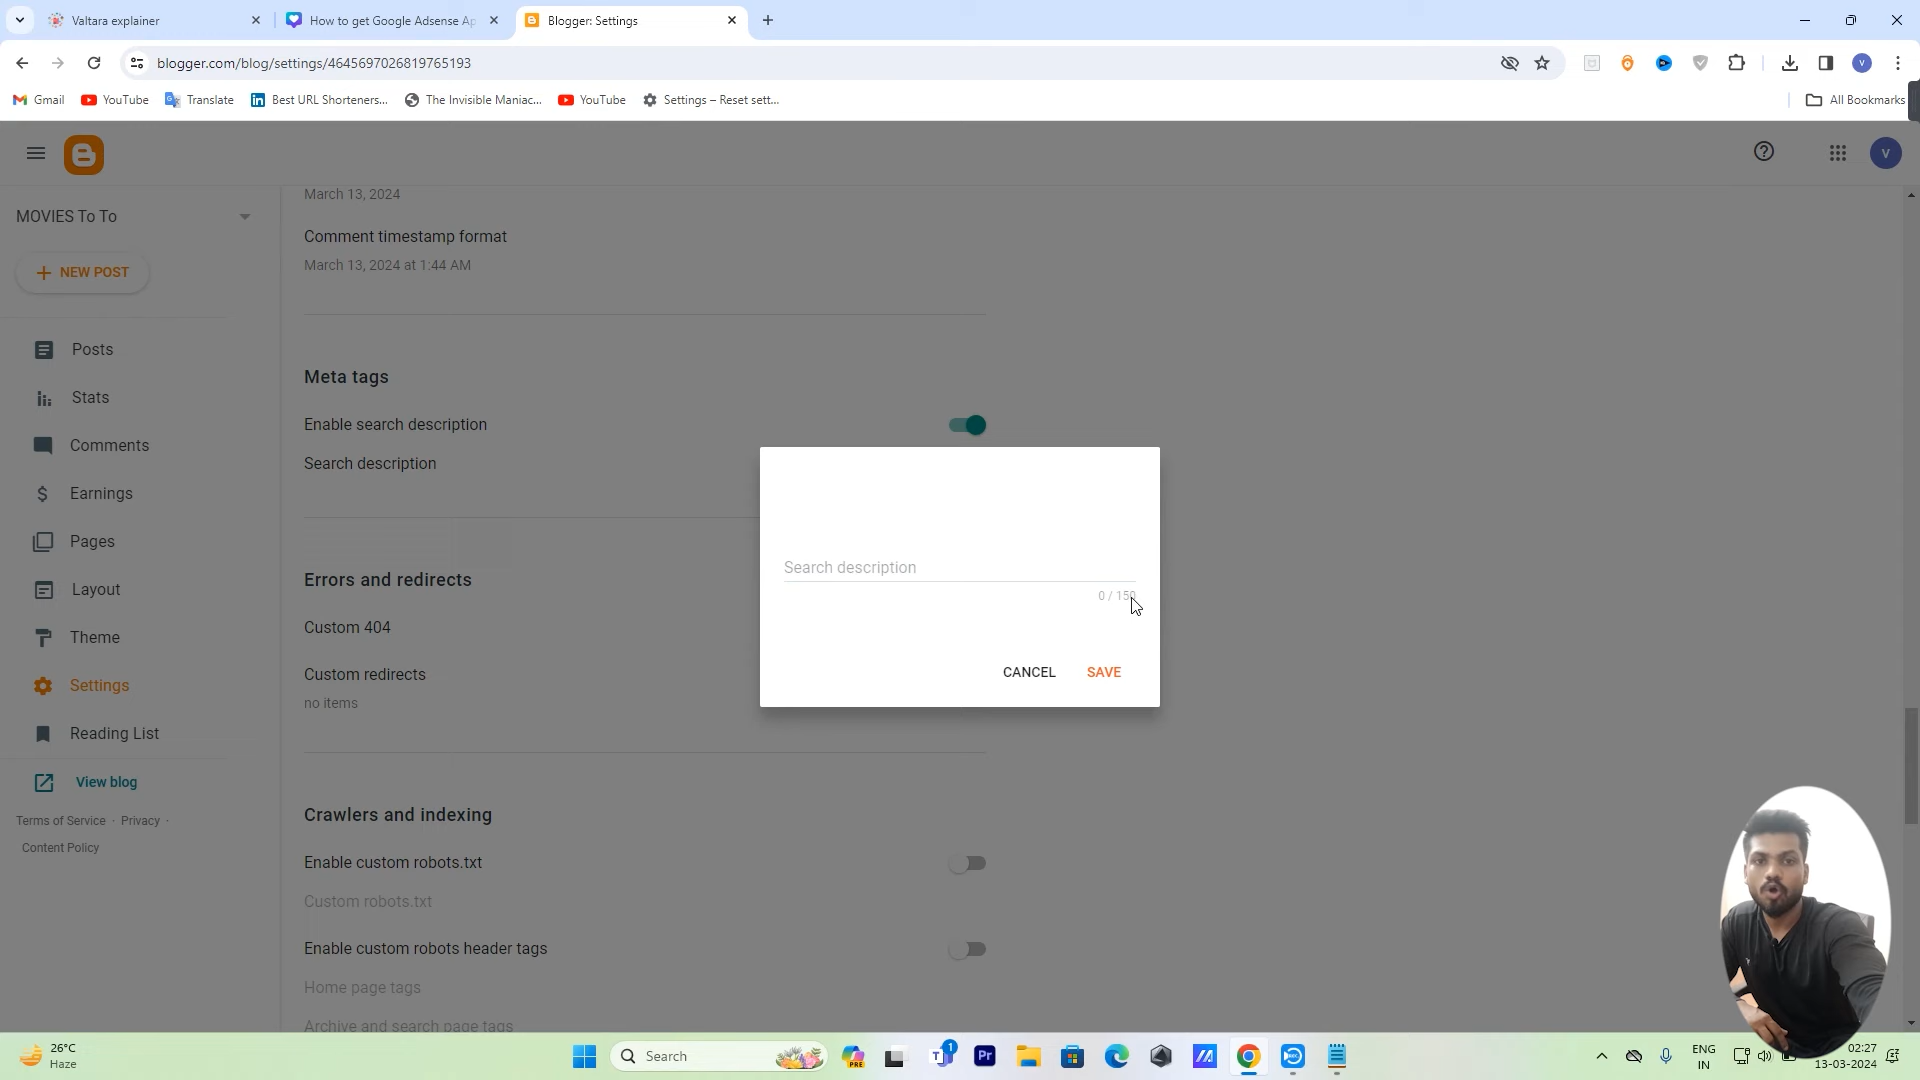 Valtara explainer
How to get Google Adsense Ap
Blogger: Settings
blogger.com/blog/settings/4645697026819765193
Gmail
YouTube
Translate
Best URL Shorteners...
The Invisible Maniac...
YouTube
Settings – Reset sett...
All Bookmarks
MOVIES To To
NEW POST
Posts
Stats
Comments
Earnings
Pages
Layout
Theme
Settings
Reading List
View blog
Terms of Service · Privacy ·
Content Policy
March 13, 2024
Comment timestamp format
March 13, 2024 at 1:44 AM
Meta tags
Enable search description
Search description
Errors and redirects
Custom 404
Custom redirects
no items
Crawlers and indexing
Enable custom robots.txt
Custom robots.txt
Enable custom robots header tags
Home page tags
Archive and search page tags
Search description
0 / 150
CANCEL
SAVE
V
V
26°C
Haze
Search
PRE
T
1
Pr
REC
ENG
IN
02:27
13-03-2024